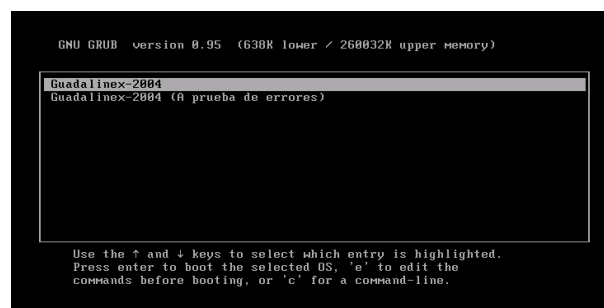 GNU GRUB version 0.95 (638K lower / 260032K upper memory)
Guadalinex-2004
Guadalinex-2004 (A prueba de errores)
Use the ↑ and ↓ keys to select which entry is highlighted.
Press enter to boot the selected OS, 'e' to edit the
commands before booting, or 'c' for a command-line.